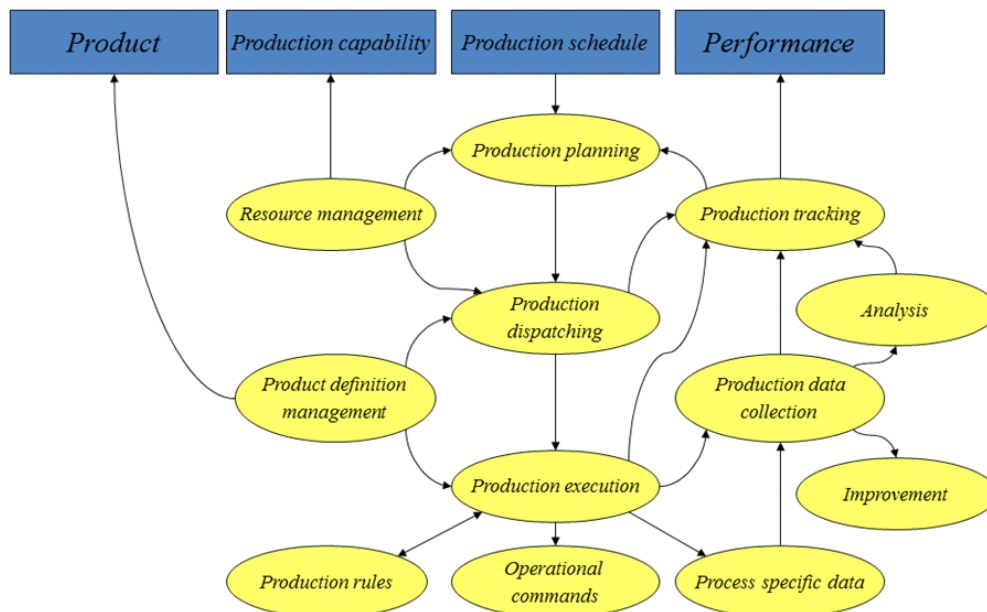 Product
Production capability
Production schedule
Performance
Production planning
Resource management
Production tracking
Production
dispatching
Analysis
Product definition
management
Production data
collection
Production execution
Improvement
Production rules
Operational
commands
Process specific data